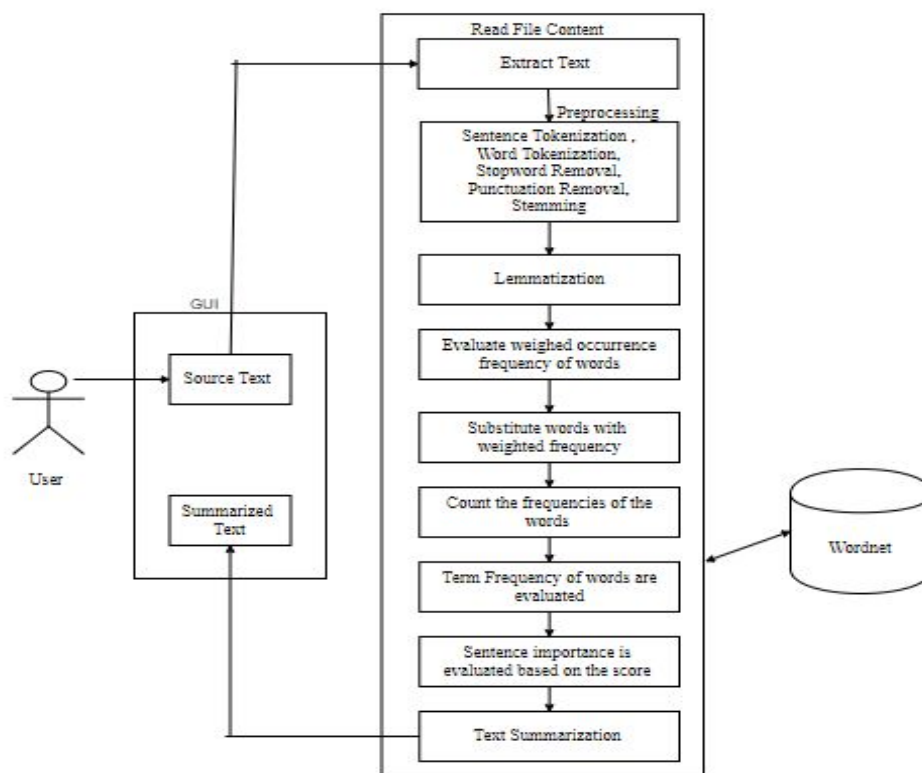 Read File Content
Extract Text
Preprocessing
Sentence Tokenization ,
Word Tokenization,
Stopword Removal,
Punctuation Removal,
Stemming
Lemmatization
GUI
Evaluate weighed occurrence
frequency of words
Source Text
Substitute words with
weighted frequency
User
Summarized
Text
Count the frequencies of the
words
Wordnet
Term Frequency of words are
evaluated
Sentence importance is
evaluated based on the score
Text Summarization